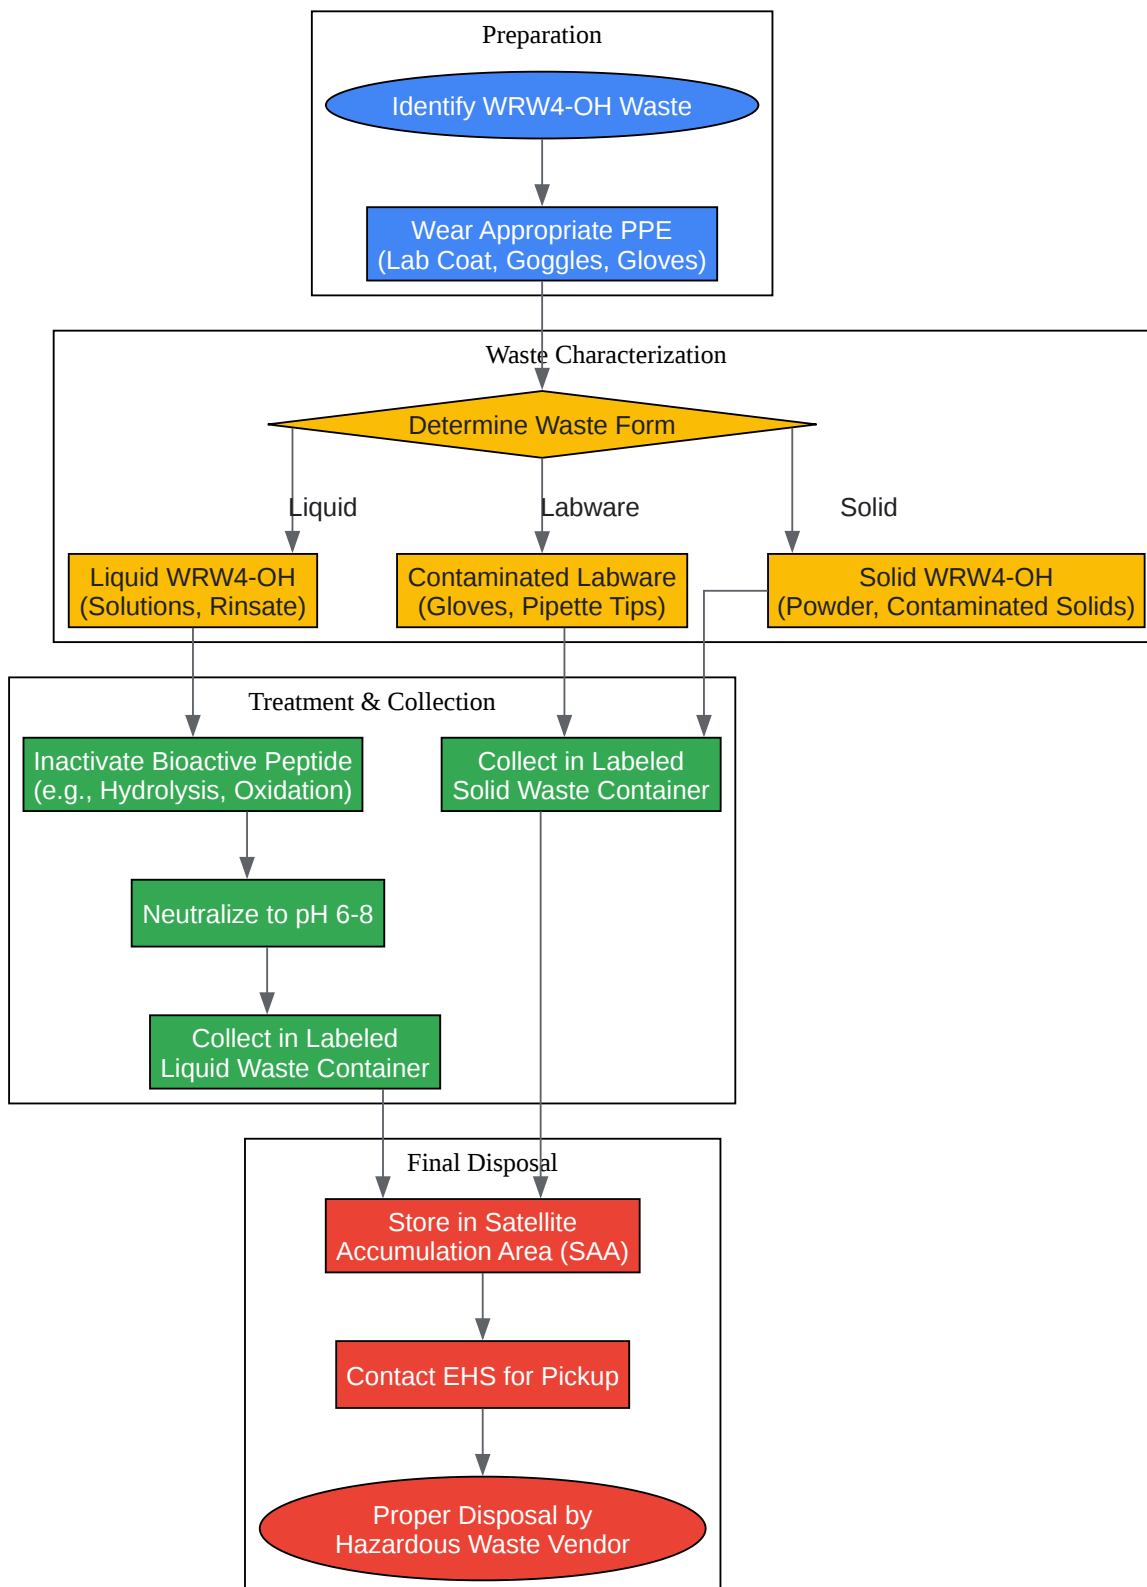 Preparation
Identify WRW4-OH Waste
Wear Appropriate PPE
(Lab Coat, Goggles, Gloves)
Waste Characterization
Determine Waste Form
Liquid
Labware
Solid
Liquid WRW4-OH
(Solutions, Rinsate)
Contaminated Labware
(Gloves, Pipette Tips)
Solid WRW4-OH
(Powder, Contaminated Solids)
Treatment & Collection
Inactivate Bioactive Peptide
(e.g., Hydrolysis, Oxidation)
Collect in Labeled
Solid Waste Container
Neutralize to pH 6-8
Collect in Labeled
Liquid Waste Container
Final Disposal
Store in Satellite
Accumulation Area (SAA)
Contact EHS for Pickup
Proper Disposal by
Hazardous Waste Vendor